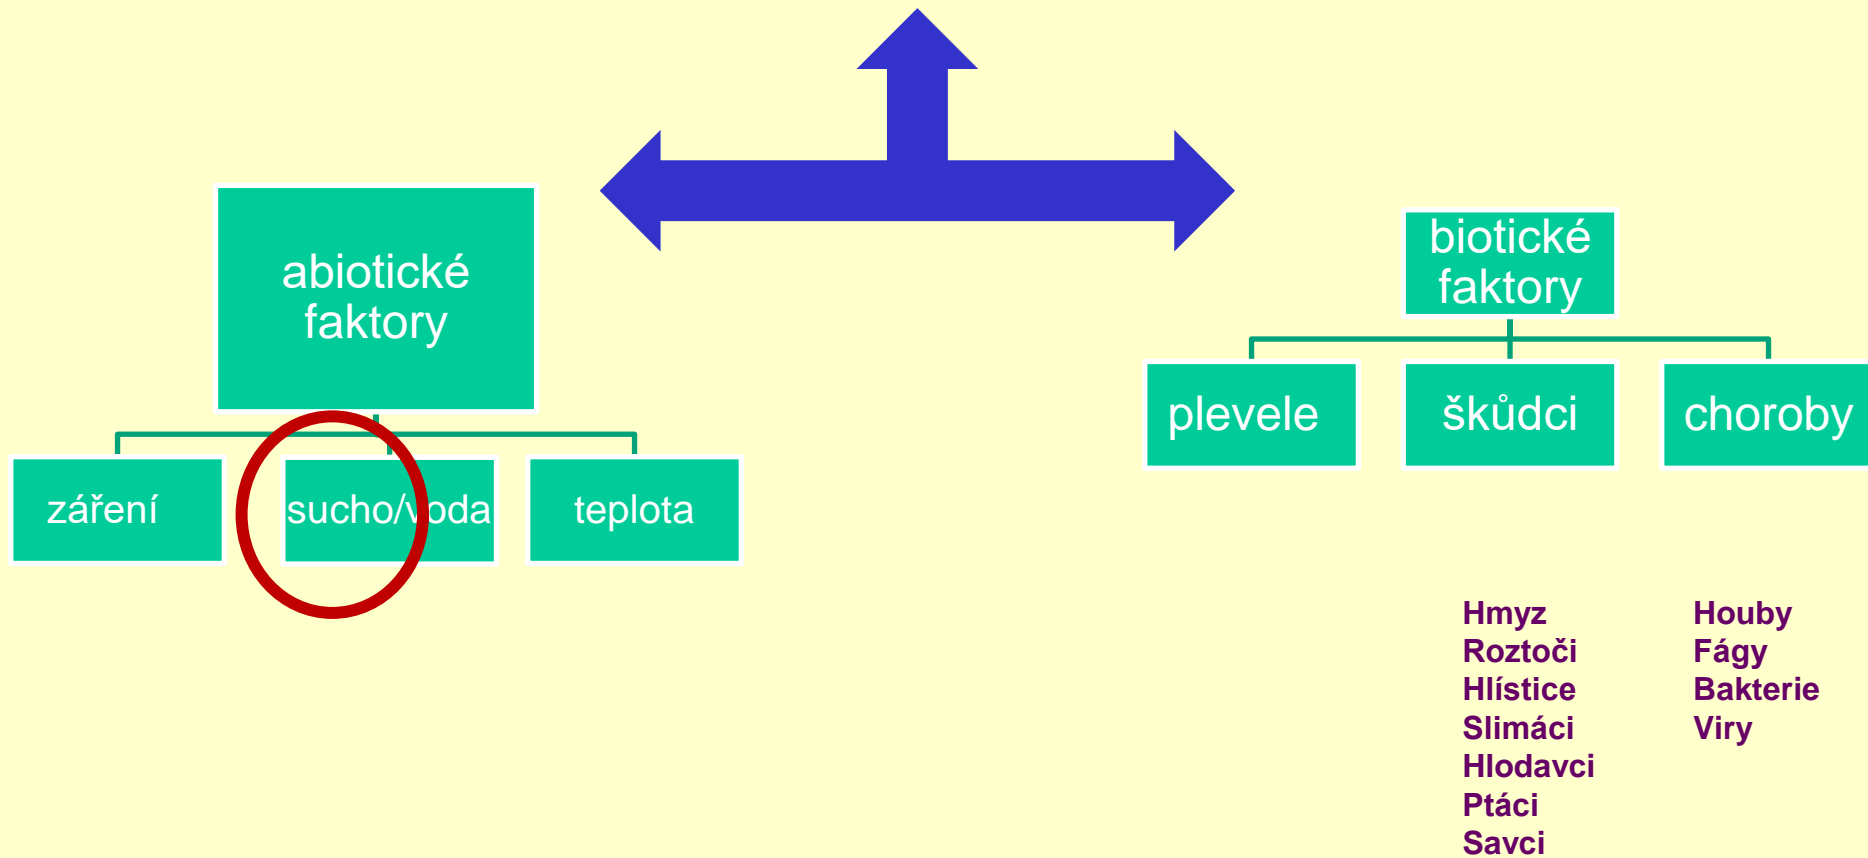 abiotické
faktory
záření
sucho/voda
teplota
biotické
faktory
plevele
škůdci
choroby
Hmyz
Roztoči
Hlístice
Slimáci
Hlodavci
Ptáci
Savci
Houby
Fágy
Bakterie
Viry